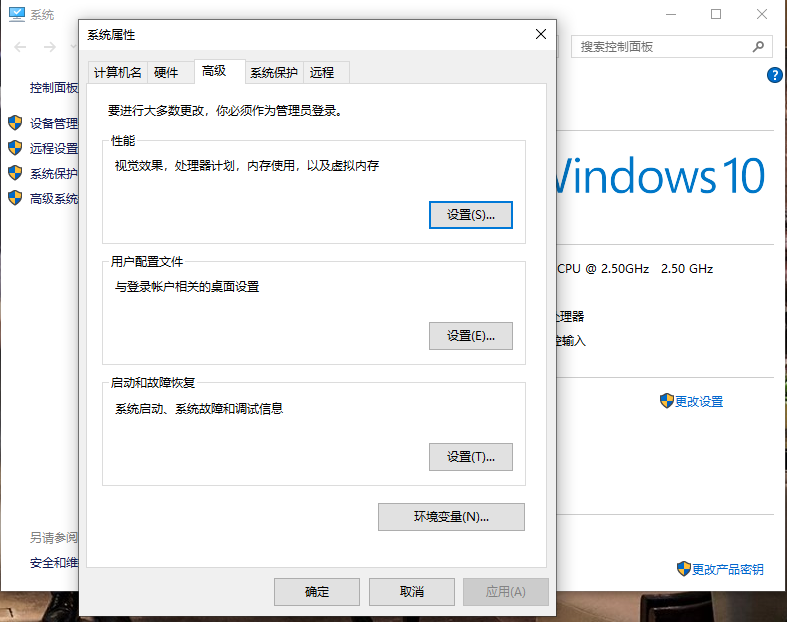 系统
系统属性
搜索控制面板
计算机名 硬件 高级 系统保护 远程
控制面板
要进行大多数更改，你必须作为管理员登录。
设备管理
远程设置
系统保护
高级系统
性能
视觉效果，处理器计划，内存使用，以及虚拟内存
设置(S)...
Windows 10
用户配置文件
与登录帐户相关的桌面设置
设置(E)...
CPU @ 2.50GHz 2.50 GHz
处理器
控输入
启动和故障恢复
系统启动、系统故障和调试信息
设置(T)...
更改设置
环境变量(N)...
另请参阅
安全和维
更改产品密钥
确定 取消 应用(A)